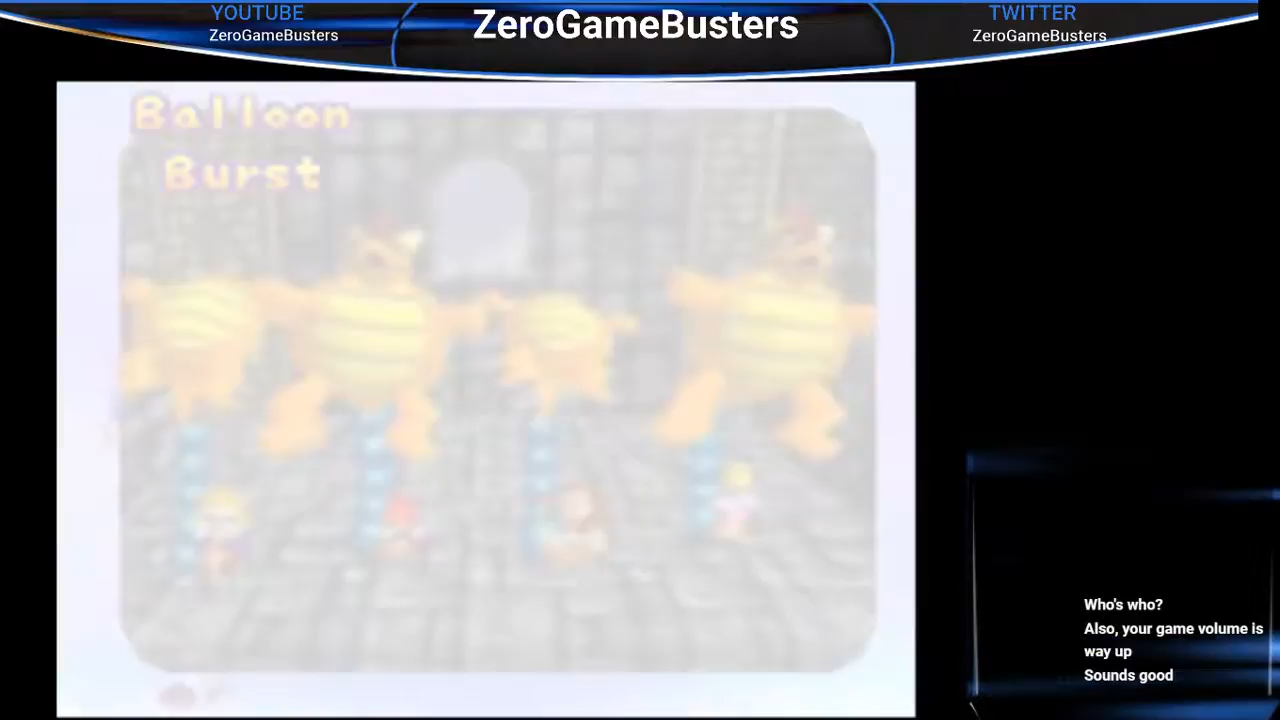 YOUTUBE
ZeroGameBusters
ZeroGameBusters
TWITTER
ZeroGameBusters
Balloon
Burst
Who's who?
Also, your game volume is
way up
Sounds good